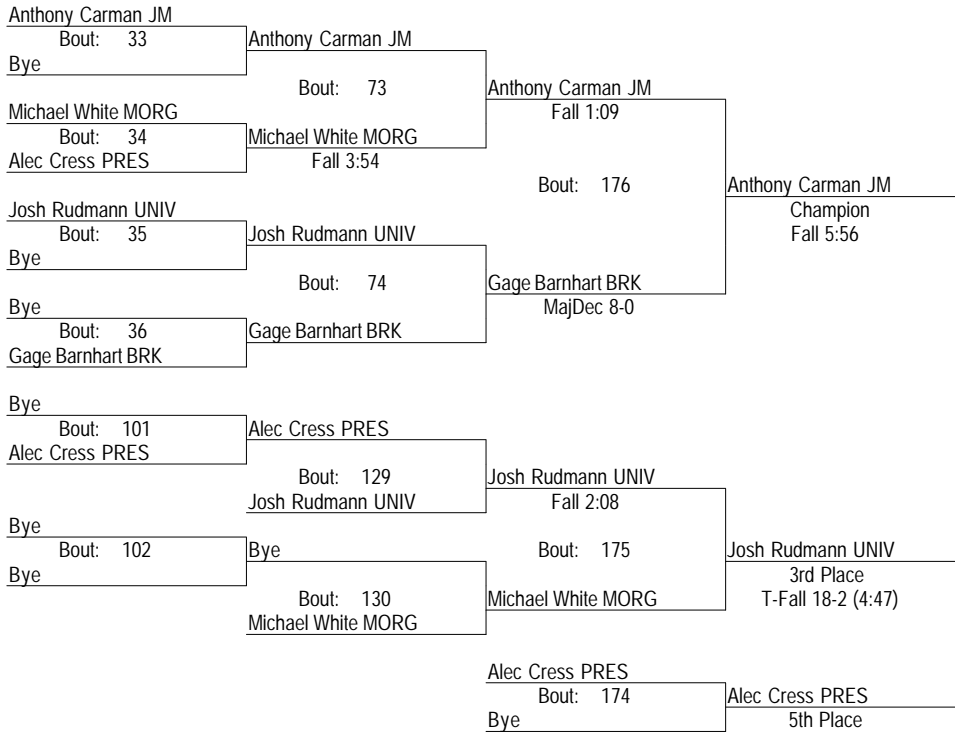 Anthony Carman JM
Bout: 33
Bye
Anthony Carman JM
Bout: 73
Michael White MORG
Bout: 34
Alec Cress PRES
Michael White MORG
Fall 3:54
Anthony Carman JM
Fall 1:09
Bout: 176
Josh Rudmann UNIV
Bout: 35
Bye
Josh Rudmann UNIV
Bout: 74
Bye
Bout: 36
Gage Barnhart BRK
Gage Barnhart BRK
Gage Barnhart BRK
MajDec 8-0
Anthony Carman JM
Champion
Fall 5:56
Bye
Bout: 101
Alec Cress PRES
Alec Cress PRES
Bout: 129
Josh Rudmann UNIV
Josh Rudmann UNIV
Fall 2:08
Bye
Bout: 102
Bye
Bye
Bout: 130
Michael White MORG
Bout: 175
Michael White MORG
Josh Rudmann UNIV
3rd Place
T-Fall 18-2 (4:47)
Alec Cress PRES
Bout: 174
Bye
Alec Cress PRES
5th Place